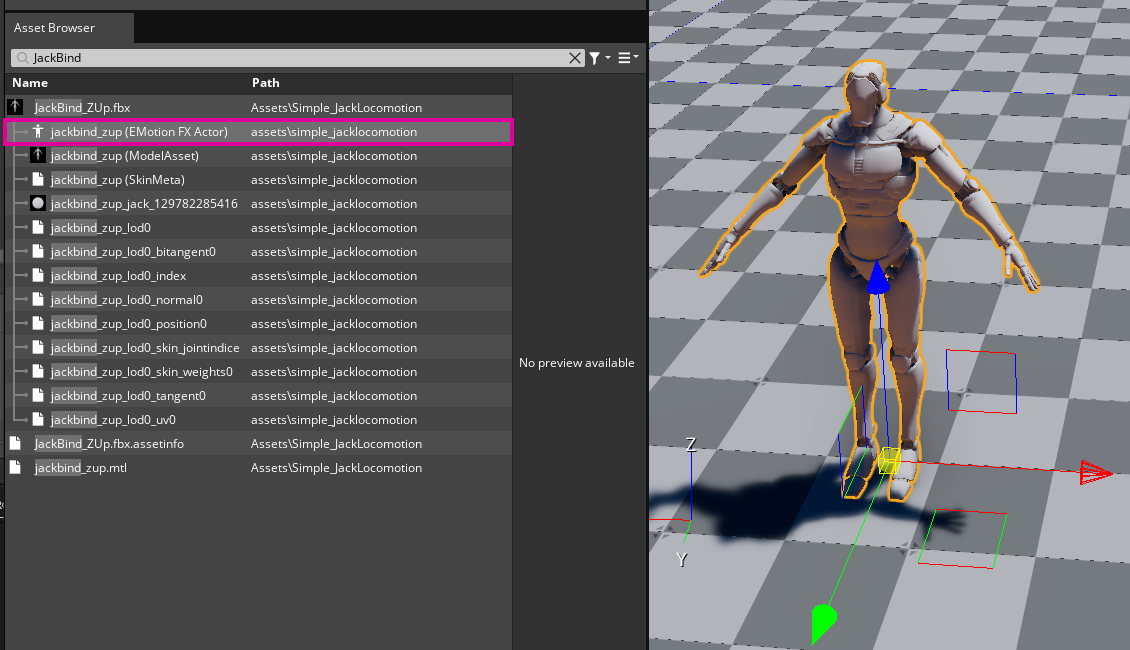 Asset Browser
JackBind
Name Path
JackBind_ZUp.fbx Assets\Simple_JackLocomotion
jackbind_zup (EMotion FX Actor) assets\simple_jacklocomotion
jackbind_zup (ModelAsset) assets\simple_jacklocomotion
jackbind_zup (SkinMeta) assets\simple_jacklocomotion
jackbind_zup_jack_129782285416 assets\simple_jacklocomotion
jackbind_zup_lod0 assets\simple_jacklocomotion
jackbind_zup_lod0_bitangent0 assets\simple_jacklocomotion
jackbind_zup_lod0_index assets\simple_jacklocomotion
jackbind_zup_lod0_normal0 assets\simple_jacklocomotion
jackbind_zup_lod0_position0 assets\simple_jacklocomotion
jackbind_zup_lod0_skin_jointindice assets\simple_jacklocomotion
jackbind_zup_lod0_skin_weights0 assets\simple_jacklocomotion
jackbind_zup_lod0_tangent0 assets\simple_jacklocomotion
jackbind_zup_lod0_uv0 assets\simple_jacklocomotion
JackBind_ZUp.fbx.assetinfo Assets\Simple_JackLocomotion
jackbind_zup.mtl Assets\Simple_JackLocomotion
No preview available
Z
Y